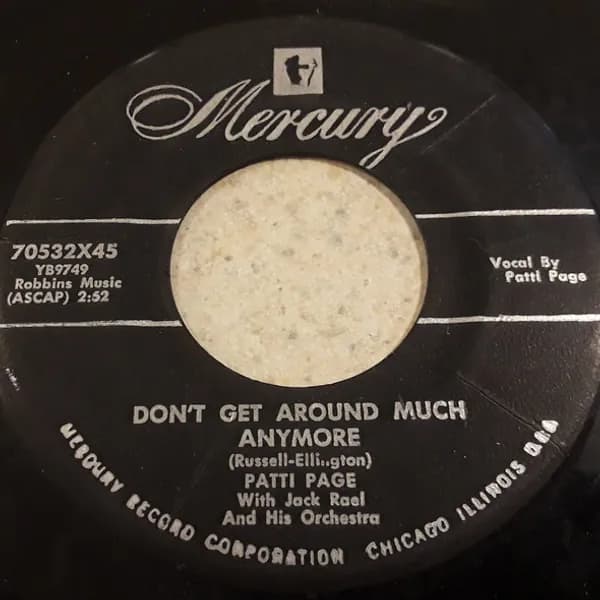 Mercury
70532X45
YB9749
Robbins Music
(ASCAP) 2:52
Vocal By
Patti Page
DON'T GET AROUND MUCH
ANYMORE
(Russell-Elli..gton)
PATTI PAGE
With Jack Rael
And His Orchestra
MERCURY RECORD CORPORATION CHICAGO ILLINOIS USA